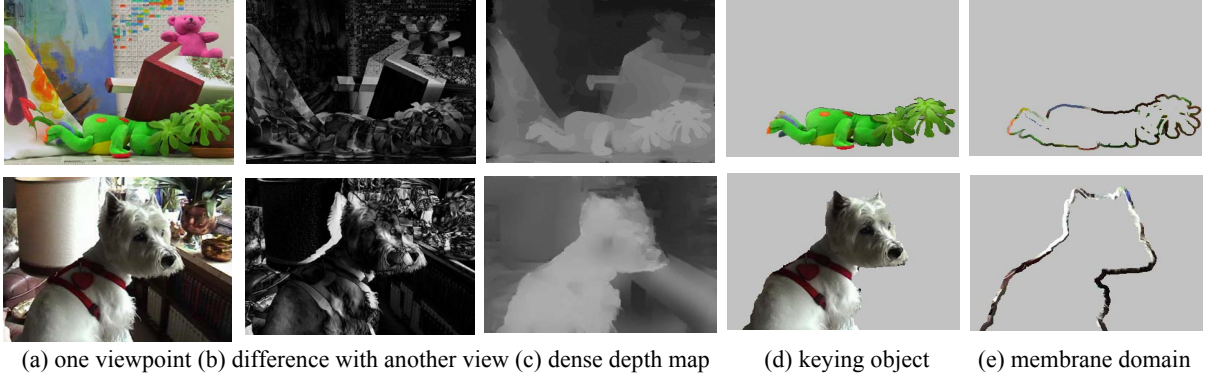 (a) one viewpoint (b) difference with another view (c) dense depth map (d) keying object (e) membrane domain